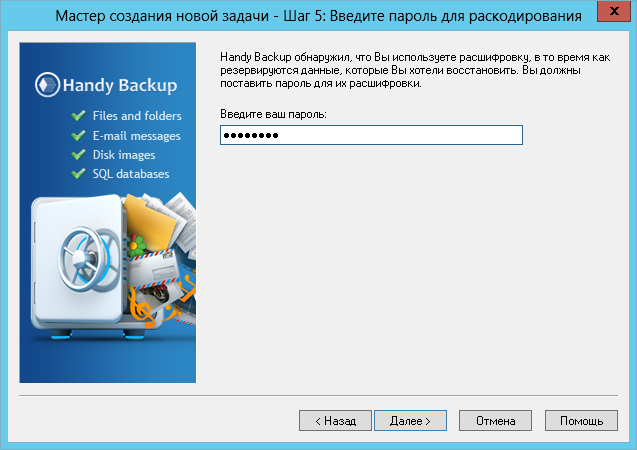 Мастер создания новой задачи - Шаг 5: Введите пароль для раскодирования
x
Handy Backup
Files and folders
E-mail messages
Disk images
SQL databases
Handy Backup обнаружил, что Вы используете расшифровку, в то время как
резервируются данные, которые Вы хотели восстановить. Вы должны
поставить пароль для их расшифровки.
Введите ваш пароль:
●●●●●●●●
< Назад
Далее >
Отмена
Помощь